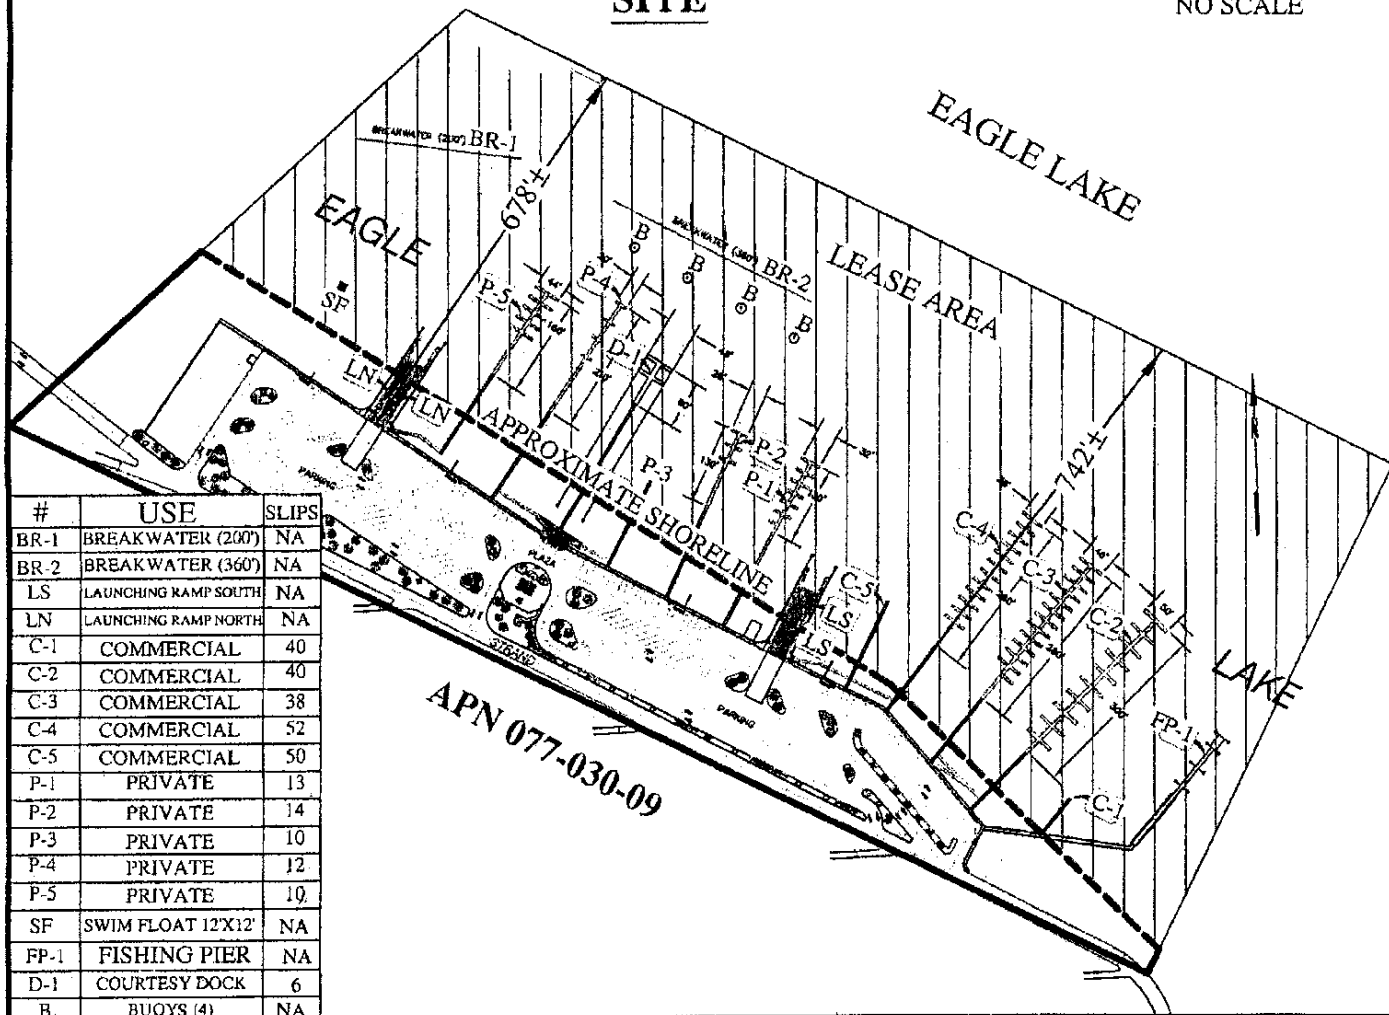 SITE
NO SCALE
EAGLE LAKE
BREAKWATER (200') BR-1
678'±
EAGLE
BREAKWATER (360') BR-2
B
B
B
B
LEASE AREA
SF
P-5
44'
160'
P-4
D-1
LN
LN
APPROXIMATE SHORELINE
P-3
P-2
P-1
130'
32'
742'±
C-4
C-3
C-2
50'
300'
LAKE
FP-1
C-1
C-5
LS
LS
PARKING
PLAZA
STRAND
PARKING
APN 077-030-09
# USE SLIPS
BR-1 BREAKWATER (200') NA
BR-2 BREAKWATER (360') NA
LS LAUNCHING RAMP SOUTH NA
LN LAUNCHING RAMP NORTH NA
C-1 COMMERCIAL 40
C-2 COMMERCIAL 40
C-3 COMMERCIAL 38
C-4 COMMERCIAL 52
C-5 COMMERCIAL 50
P-1 PRIVATE 13
P-2 PRIVATE 14
P-3 PRIVATE 10
P-4 PRIVATE 12
P-5 PRIVATE 10
SF SWIM FLOAT 12'X12' NA
FP-1 FISHING PIER NA
D-1 COURTESY DOCK 6
B. BUOYS (4) NA